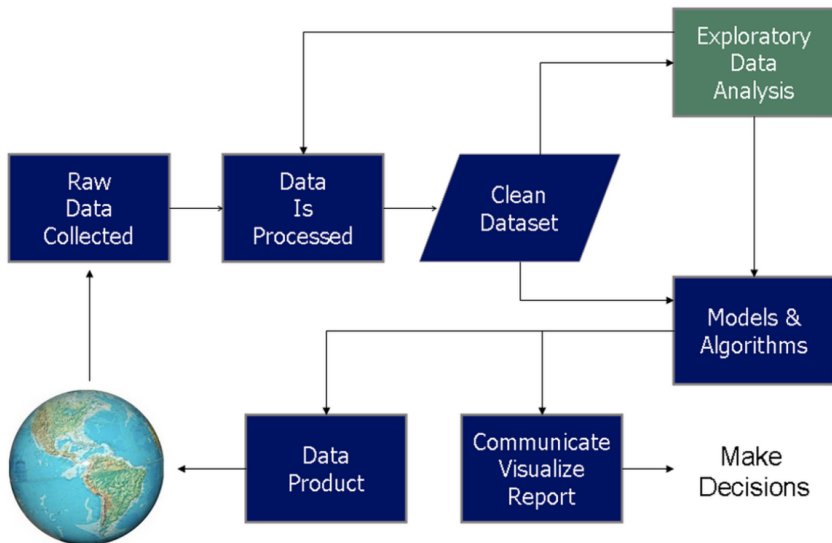 Exploratory
Data
Analysis
Raw
Data
Collected
Data
Is
Processed
Clean
Dataset
Models &
Algorithms
Data
Product
Communicate
Visualize
Report
Make
Decisions